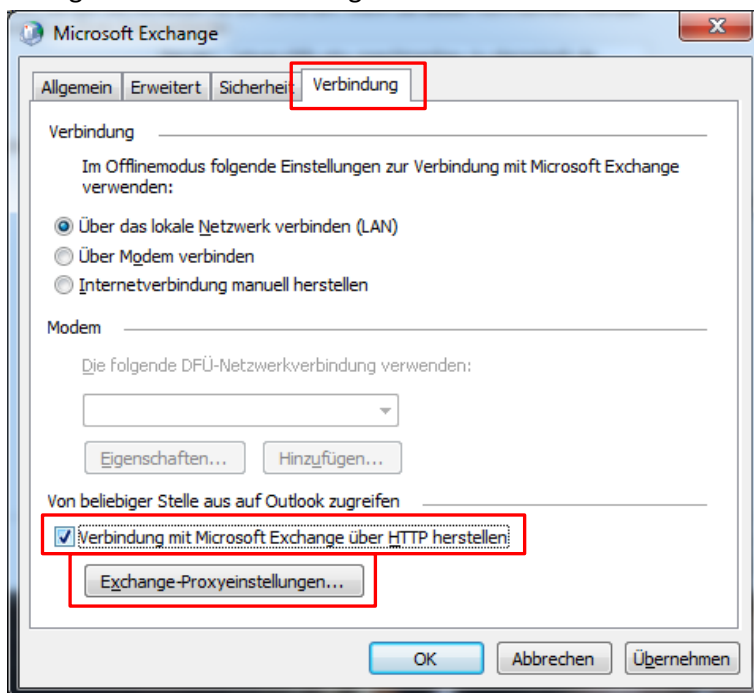 Microsoft Exchange
Allgemein Erweitert Sicherheit Verbindung
Verbindung
Im Offlinemodus folgende Einstellungen zur Verbindung mit Microsoft Exchange
verwenden:
Über das lokale Netzwerk verbinden (LAN)
Über Modem verbinden
Internetverbindung manuell herstellen
Modem
Die folgende DFÜ-Netzwerkverbindung verwenden:
Eigenschaften... Hinzufügen...
Von beliebiger Stelle aus auf Outlook zugreifen
Verbindung mit Microsoft Exchange über HTTP herstellen
Exchange-Proxyeinstellungen...
OK Abbrechen Übernehmen